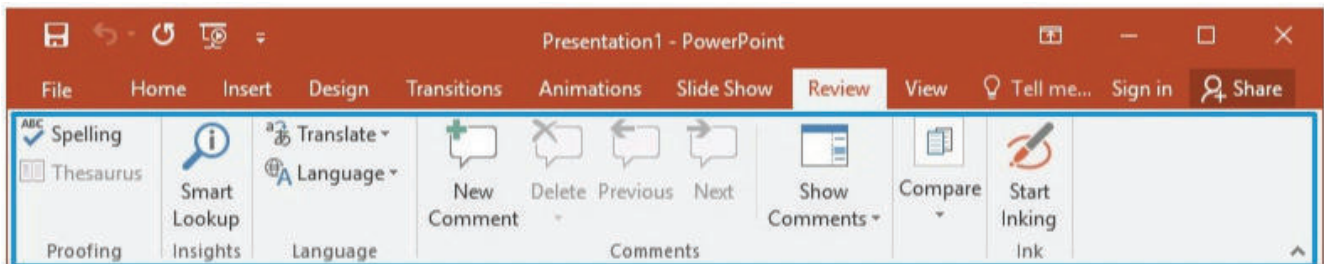 Presentation1 - PowerPoint
File Home Insert Design Transitions Animations Slide Show Review View Tell me... Sign in Share
ABC Spelling
Thesaurus
Proofing
Smart
Lookup
Insights
Translate
Language
Language
New
Comment
Delete
Previous
Next
Show
Comments
Comments
Compare
Start
Inking
Ink